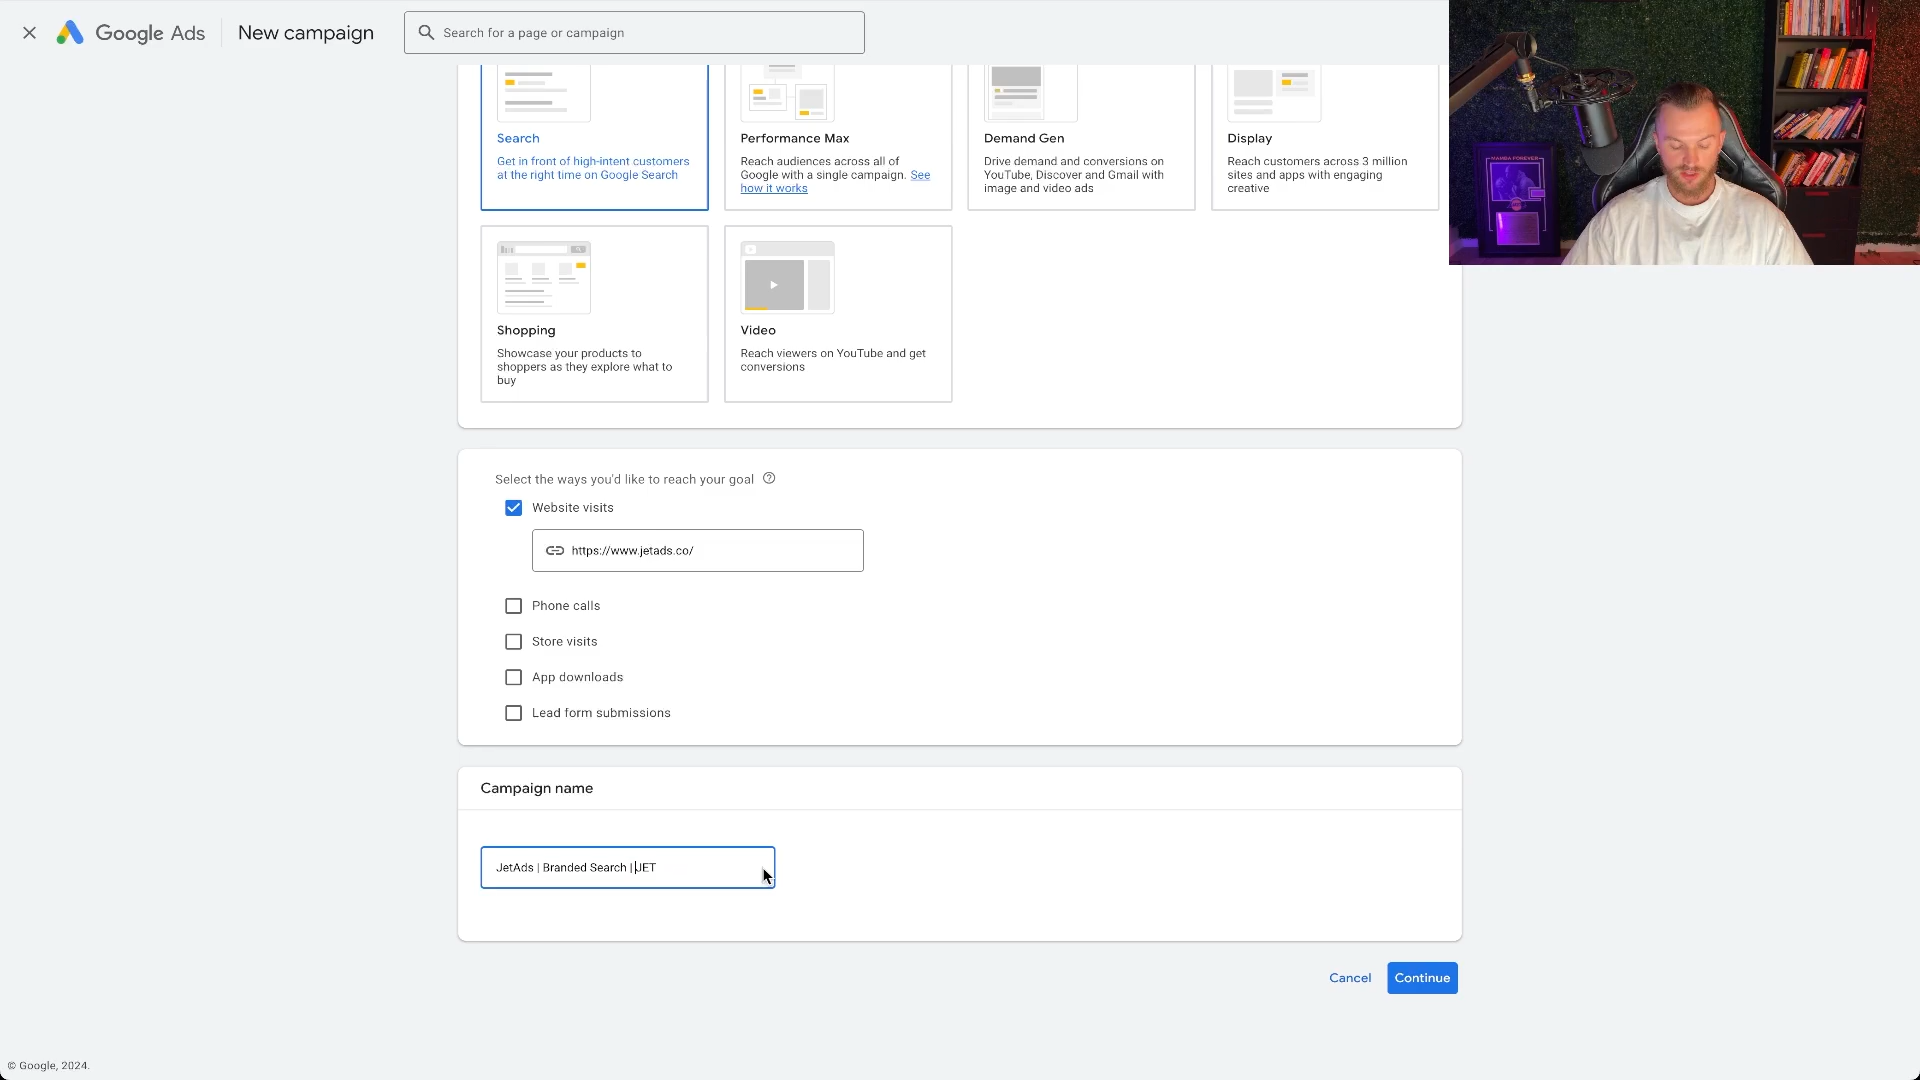 Google Ads
New campaign
Search for a page or campaign
Search
Get in front of high-intent customers
at the right time on Google Search
Performance Max
Reach audiences across all of
Google with a single campaign. See
how it works
Demand Gen
Drive demand and conversions on
YouTube, Discover and Gmail with
image and video ads
Display
Reach customers across 3 million
sites and apps with engaging
creative
MAMBA FOREVER
Shopping
Showcase your products to
shoppers as they explore what to
buy
Video
Reach viewers on YouTube and get
conversions
Select the ways you'd like to reach your goal
Website visits
https://www.jetads.co/
Phone calls
Store visits
App downloads
Lead form submissions
Campaign name
JetAds | Branded Search | JET
Cancel
Continue
© Google, 2024.